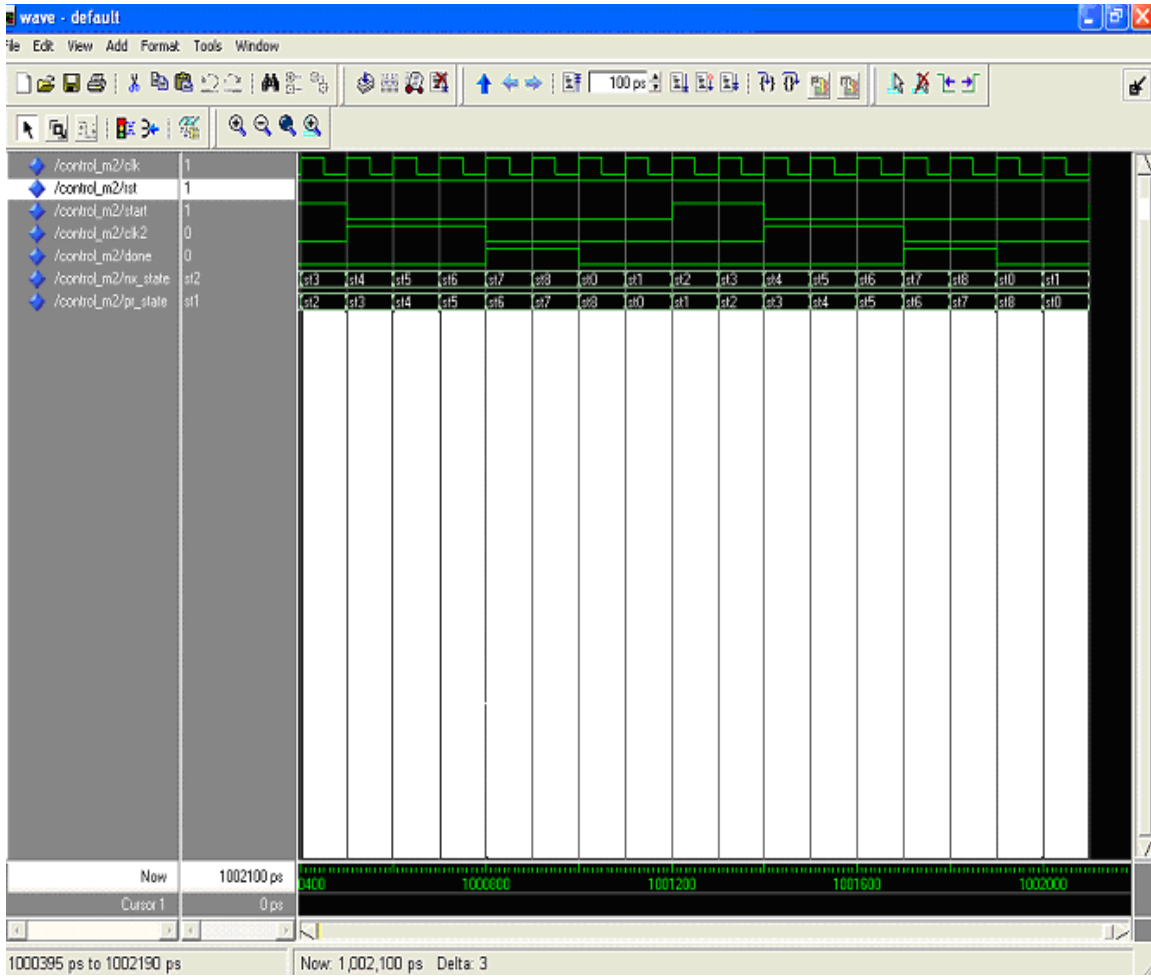 wave - default
File Edit View Add Format Tools Window
100 ps
/control_m2/clk 1
/control_m2/rst 1
/control_m2/start 1
/control_m2/clk2 0
/control_m2/done 0
/control_m2/nx_state st2 st3 st4 st5 st6 st7 st8 st0 st1 st2 st3 st4 st5 st6 st7 st8 st0 st1
/control_m2/pr_state st1 st2 st3 st4 st5 st6 st7 st8 st0 st1 st2 st3 st4 st5 st6 st7 st8 st0
Now 1002100 ps
0400 1000800 1001200 1001600 1002000
Cursor 1 0 ps
1000395 ps to 1002190 ps Now: 1,002,100 ps Delta: 3